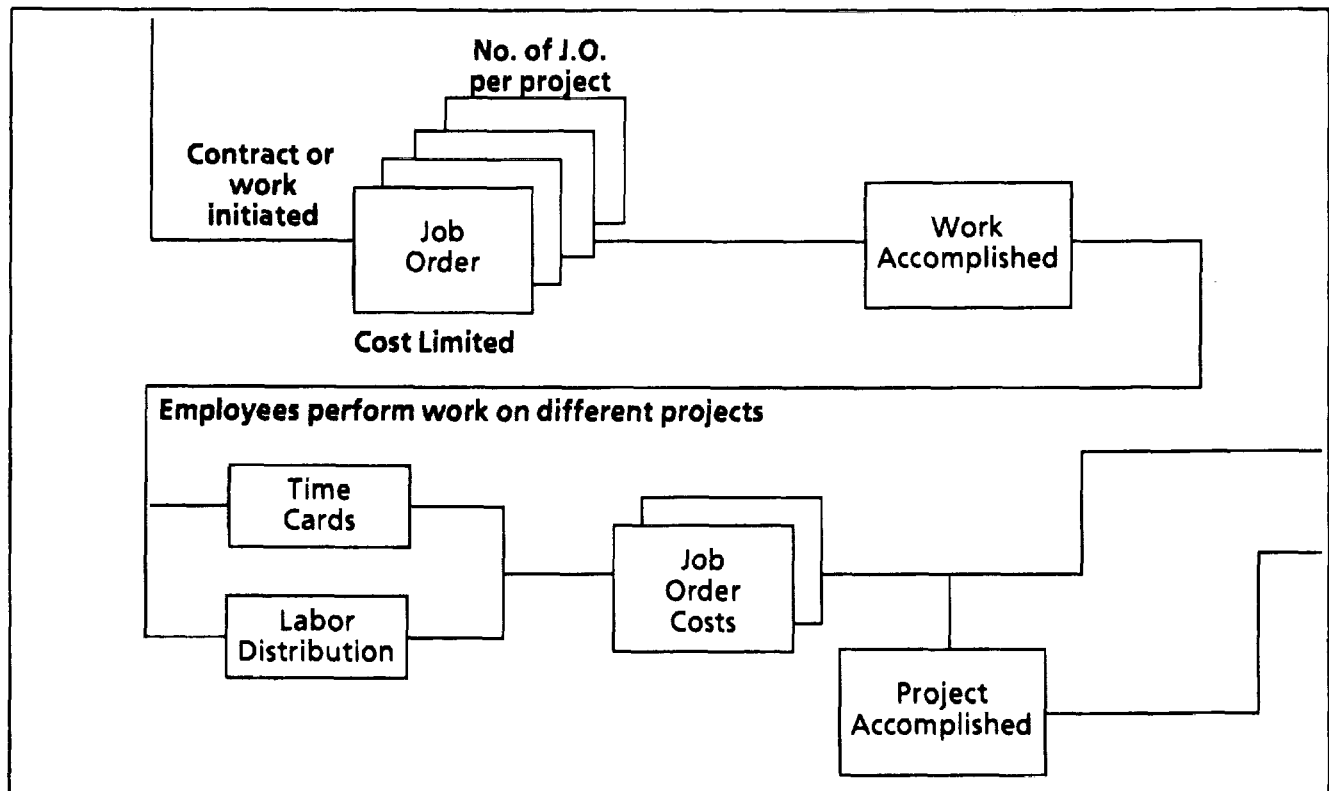 No. of J.O.
per project
Contract or
work
initiated
Job
Order
Cost Limited
Work
Accomplished
Employees perform work on different projects
Time
Cards
Labor
Distribution
Job
Order
Costs
Project
Accomplished